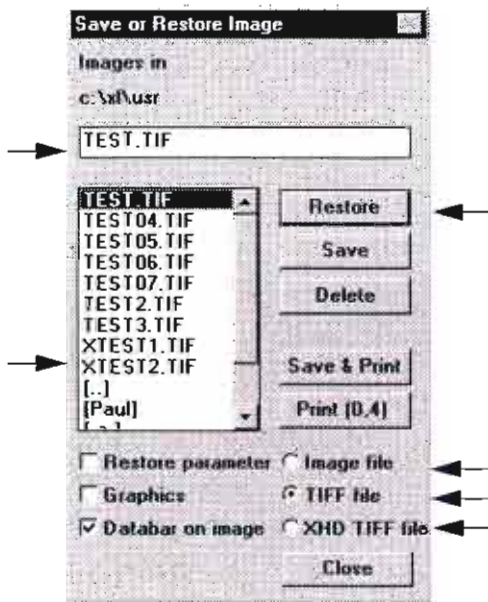 Save or Restore Image
Images in
c:\xl\usr
TEST.TIF
TEST.TIF
TEST04.TIF
TEST05.TIF
TEST06.TIF
TEST07.TIF
TEST2.TIF
TEST3.TIF
XTEST1.TIF
XTEST2.TIF
[..]
[Paul]
Restore
Save
Delete
Save & Print
Print (0,4)
Restore parameter
Image file
Graphics
TIFF file
Databar on image
XHD TIFF file
Close